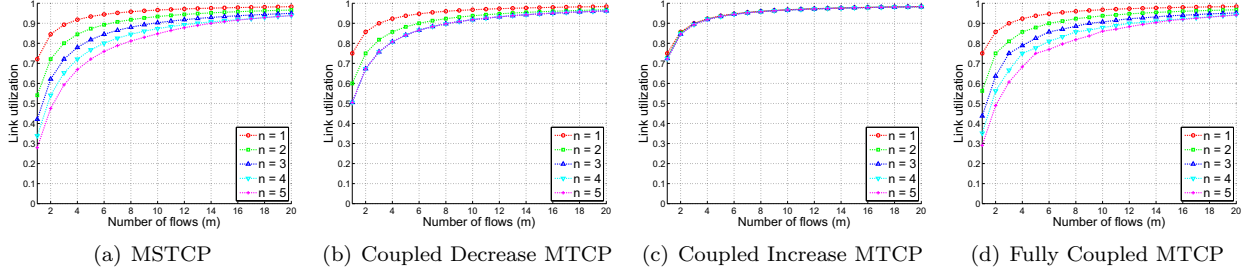 Link utilization
1
0.9
0.8
0.7
0.6
0.5
0.4
0.3
0.2
0.1
0
2 4 6 8 10 12 14 16 18 20
Number of flows (m)
n = 1
n = 2
n = 3
n = 4
n = 5
(a) MSTCP
Link utilization
1
0.9
0.8
0.7
0.6
0.5
0.4
0.3
0.2
0.1
0
2 4 6 8 10 12 14 16 18 20
Number of flows (m)
n = 1
n = 2
n = 3
n = 4
n = 5
(b) Coupled Decrease MTCP
Link utilization
1
0.9
0.8
0.7
0.6
0.5
0.4
0.3
0.2
0.1
0
2 4 6 8 10 12 14 16 18 20
Number of flows (m)
n = 1
n = 2
n = 3
n = 4
n = 5
(c) Coupled Increase MTCP
Link utilization
1
0.9
0.8
0.7
0.6
0.5
0.4
0.3
0.2
0.1
0
2 4 6 8 10 12 14 16 18 20
Number of flows (m)
n = 1
n = 2
n = 3
n = 4
n = 5
(d) Fully Coupled MTCP